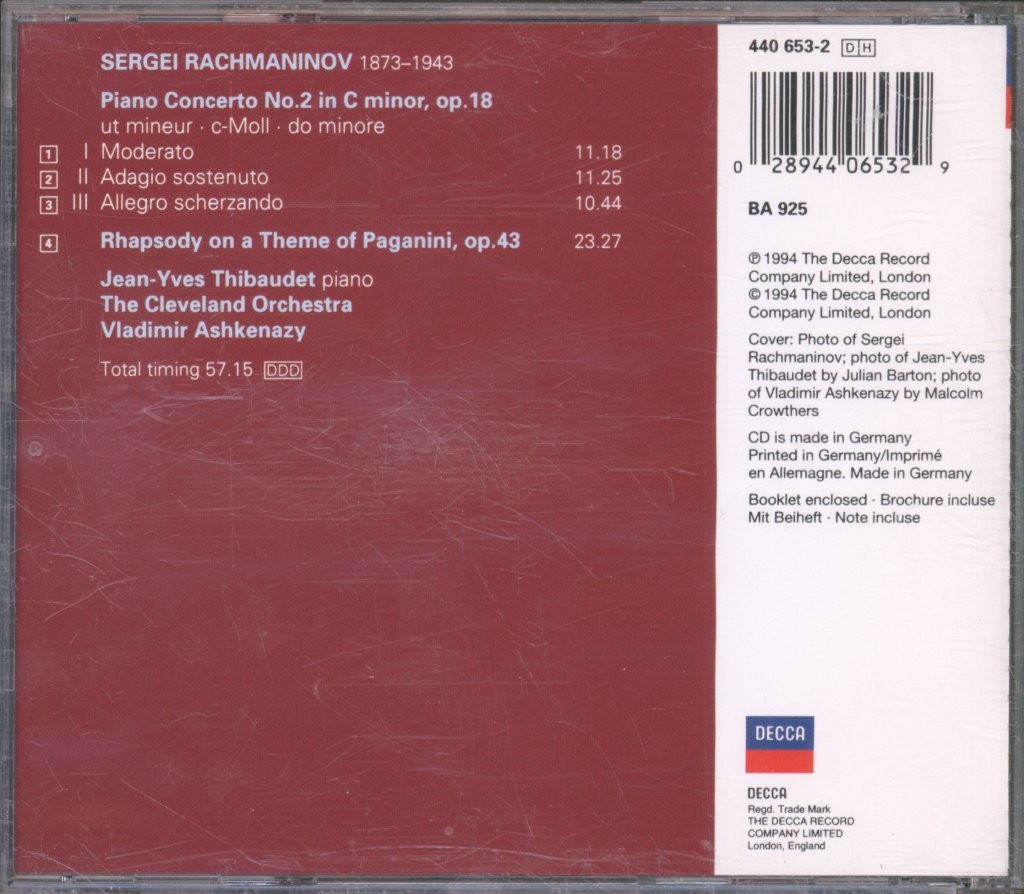 SERGEI RACHMANINOV 1873–1943
Piano Concerto No.2 in C minor, op.18
ut mineur · c-Moll · do minore
1 I Moderato 11.18
2 II Adagio sostenuto 11.25
3 III Allegro scherzando 10.44
4 Rhapsody on a Theme of Paganini, op.43 23.27
Jean-Yves Thibaudet piano
The Cleveland Orchestra
Vladimir Ashkenazy
Total timing 57.15 DDD
440 653-2 DH
0 28944 06532 9
BA 925
℗ 1994 The Decca Record
Company Limited, London
© 1994 The Decca Record
Company Limited, London
Cover: Photo of Sergei
Rachmaninov; photo of Jean-Yves
Thibaudet by Julian Barton; photo
of Vladimir Ashkenazy by Malcolm
Crowthers
CD is made in Germany
Printed in Germany/Imprimé
en Allemagne. Made in Germany
Booklet enclosed · Brochure incluse
Mit Beiheft · Note incluse
DECCA
DECCA
Regd. Trade Mark
THE DECCA RECORD
COMPANY LIMITED
London, England